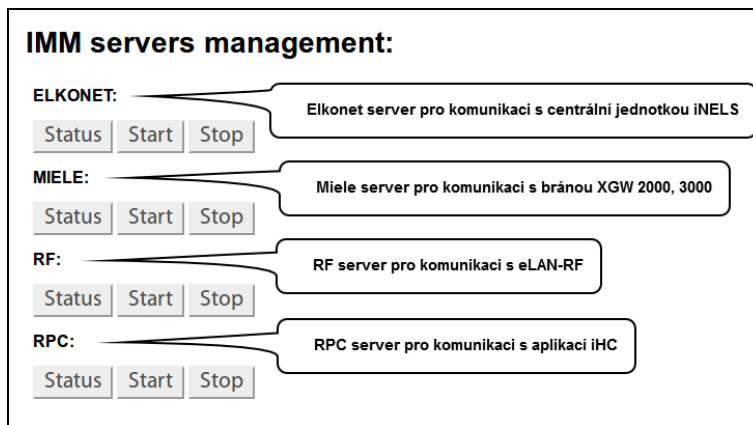 IMM servers management:
ELKONET:
Elkonet server pro komunikaci s centrální jednotkou iNELS
Status Start Stop
MIELE:
Miele server pro komunikaci s bránou XGW 2000, 3000
Status Start Stop
RF:
RF server pro komunikaci s eLAN-RF
Status Start Stop
RPC:
RPC server pro komunikaci s aplikací iHC
Status Start Stop